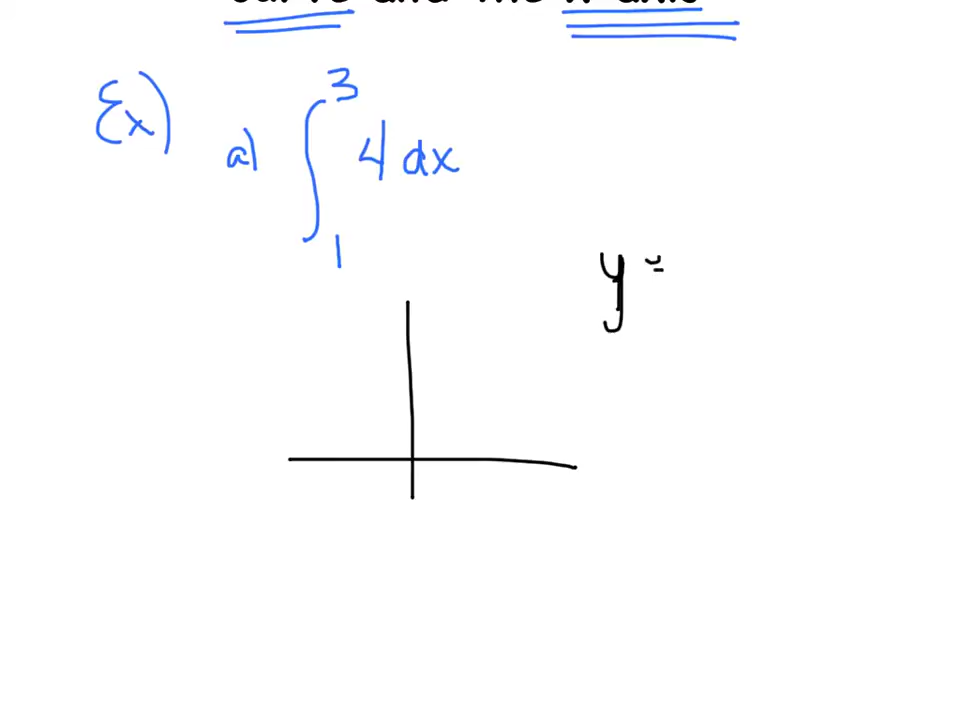 Ex) a) ∫₁³ 4 dx
y =